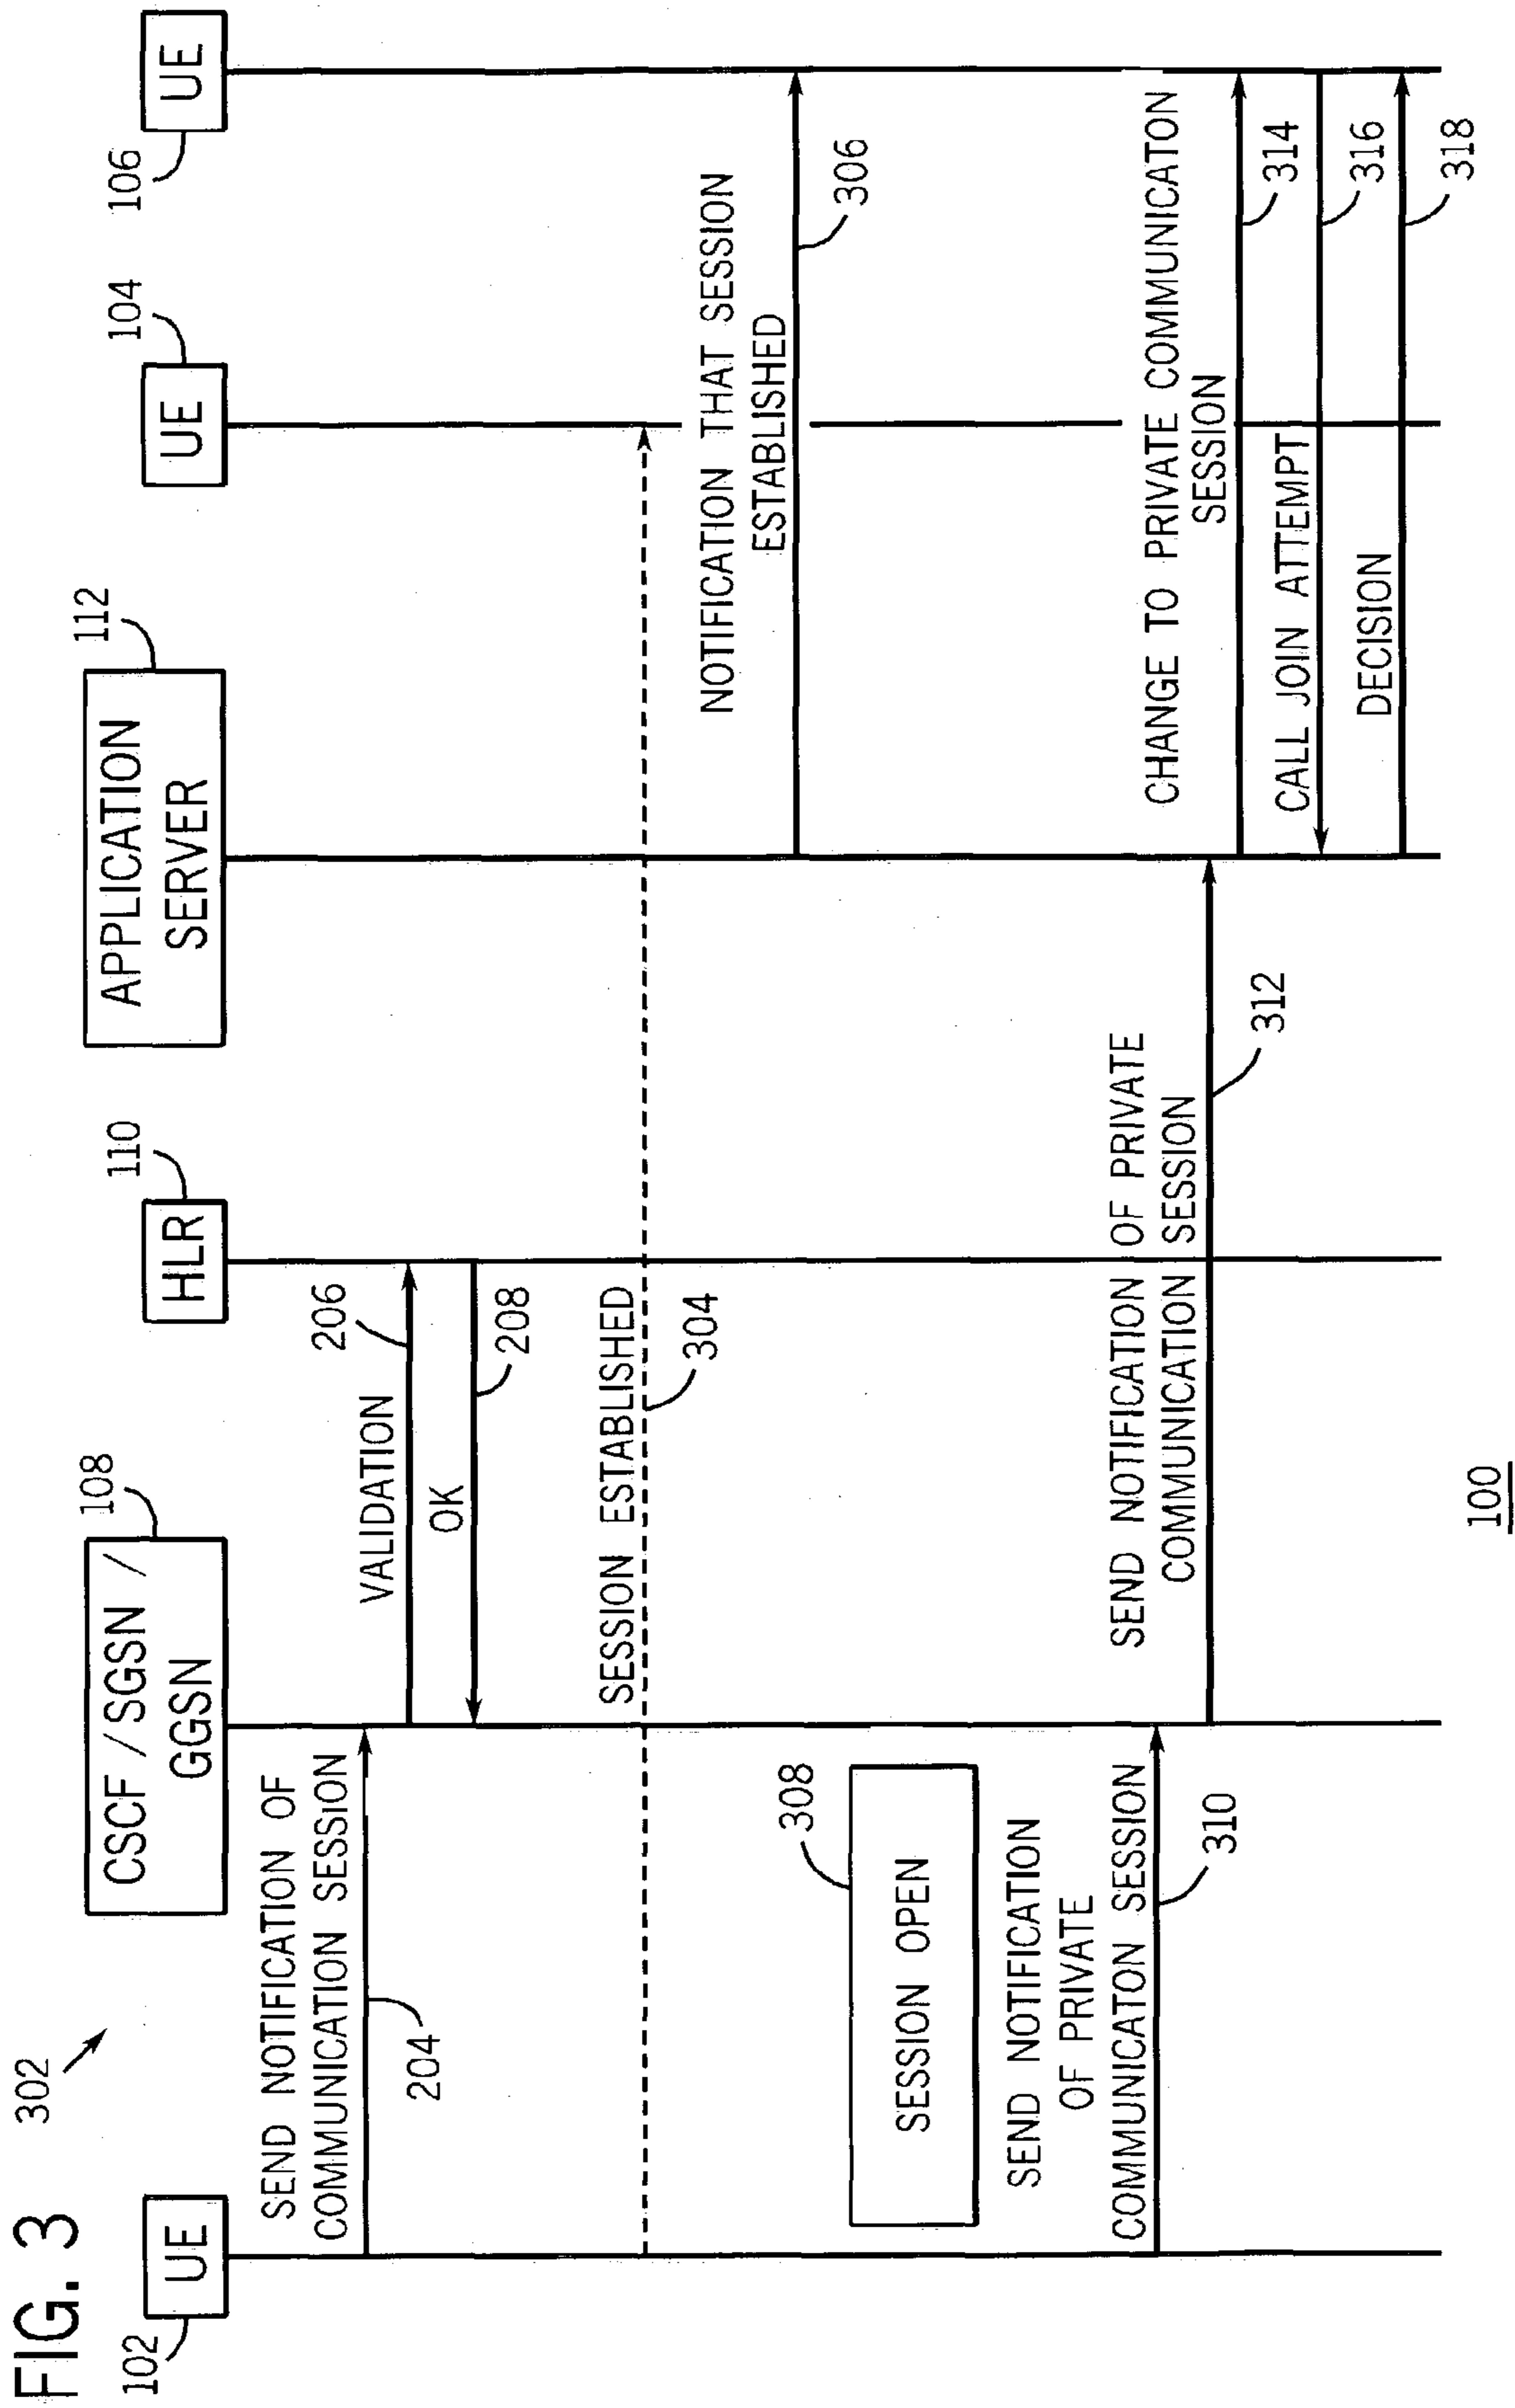 FIG. 3
302
102
UE
108
CSCF /SGSN /
GGSN
110
HLR
112
APPLICATION
SERVER
104
UE
106
UE
SEND NOTIFICATION OF
COMMUNICATION SESSION
204
206
VALIDATION
OK
208
SESSION ESTABLISHED
304
NOTIFICATION THAT SESSION
ESTABLISHED
306
308
SESSION OPEN
SEND NOTIFICATION
OF PRIVATE
COMMUNICATON SESSION
310
SEND NOTIFICATION OF PRIVATE
COMMUNICATION SESSION
312
CHANGE TO PRIVATE COMMUNICATON
SESSION
314
CALL JOIN ATTEMPT
316
DECISION
318
100